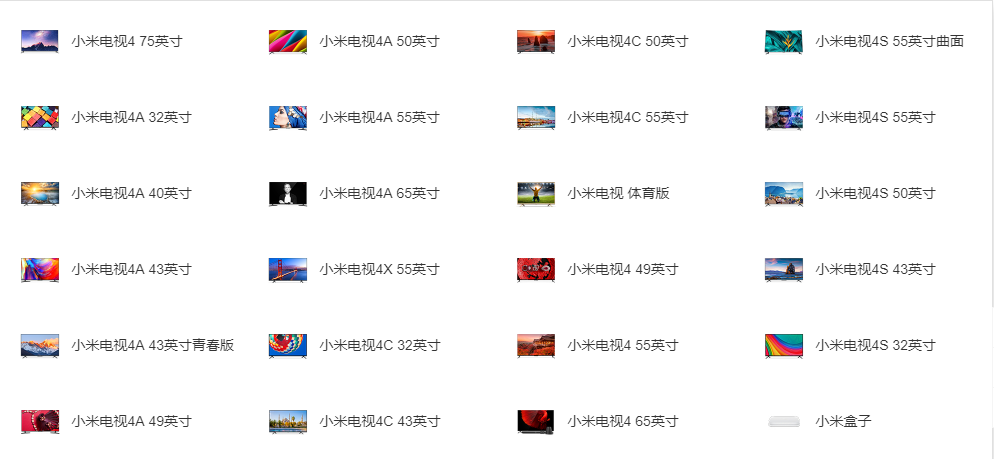 小米电视4 75英寸
小米电视4A 50英寸
小米电视4C 50英寸
小米电视4S 55英寸曲面
小米电视4A 32英寸
小米电视4A 55英寸
小米电视4C 55英寸
小米电视4S 55英寸
小米电视4A 40英寸
小米电视4A 65英寸
小米电视 体育版
小米电视4S 50英寸
小米电视4A 43英寸
小米电视4X 55英寸
小米电视4 49英寸
小米电视4S 43英寸
小米电视4A 43英寸青春版
小米电视4C 32英寸
小米电视4 55英寸
小米电视4S 32英寸
小米电视4A 49英寸
小米电视4C 43英寸
小米电视4 65英寸
小米盒子